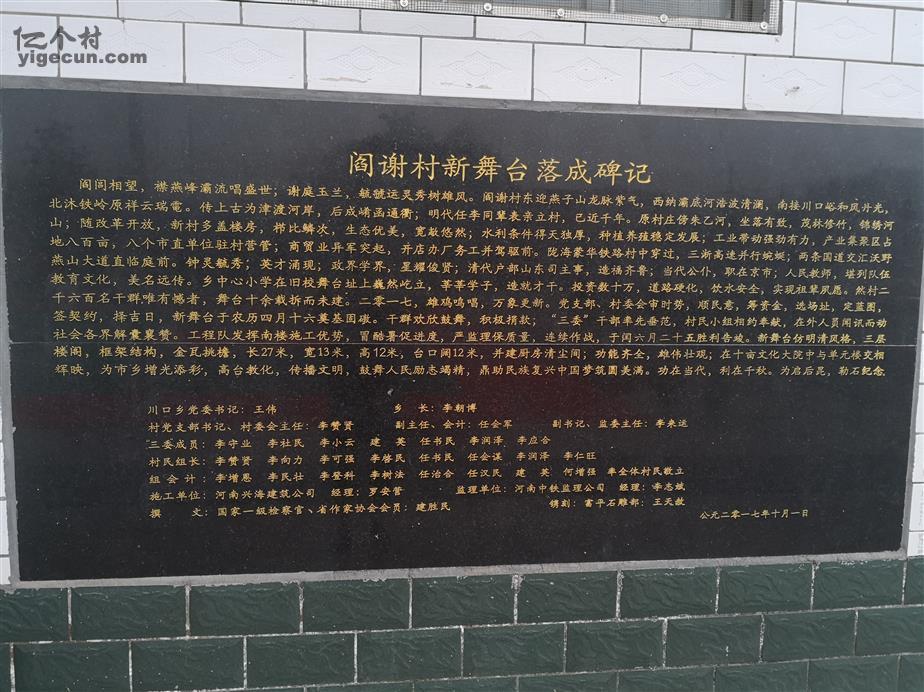 亿个村
yigecun.com
阎谢村新舞台落成碑记
阎闾相望，襟燕峰灞流唱盛世；谢庭玉兰，毓虢运灵秀树雄风。阎谢村东迎燕子山龙脉紫气，西纳灞底河浩波清澜，南接川口峪和风丹光，
北沐铁岭原祥云瑞霭。传上古为津渡河岸，后成崤函通衢；明代任李同辈表亲立村，已近千年。原村庄傍朱乙河，坐落有致，茂林修竹，锦绣河
山；随改革开放，新村多盖楼房，栉比鳞次，生态优美，宽敞悠然；水利条件得天独厚，种植养殖稳定发展；工业带动强劲有力，产业集聚区占
地八百亩，八个市直单位驻村营管；商贸业异军突起，开店办厂务工并驾驱前。陇海蒙华铁路村中穿过，三淅高速并行蜿蜒；两条国道交汇沃野
燕山大道直临庭前。钟灵毓秀；英才涌现；政界学界，星耀俊贤；清代户部山东司主事，造福齐鲁；当代公仆，职在京市；人民教师，堪列队伍
教育文化，美名远传。乡中心小学在旧校舞台址上巍然屹立，莘莘学子，造就才干。投资数十万，道路硬化，饮水安全，实现祖辈夙愿。然村二
千六百名干群唯有憾者，舞台十余载拆而未建。二零一七，雄鸡鸣唱，万象更新。党支部、村委会审时势，顺民意，筹资金，选场址，定蓝图，
签契约，择吉日，新舞台于农历四月十六奠基圆破。干群欢欣鼓舞，积极捐款；“三委”干部率先垂范，村民小组相约奉献，在外人员闻讯而动
社会各界解囊襄赞。工程队发挥南楼施工优势，冒酷暑促进度，严监理保质量，连续作战，于闰六月二十五胜利告竣。新舞台仿明清风格，三层
楼阁，框架结构，金瓦挑檐，长27米，宽13米，高12米，台口阔12米，并建厨房清尘间；功能齐全，雄伟壮观；在十亩文化大院中与单元楼交相
辉映，为市乡增光添彩，高台教化，传播文明，鼓舞人民励志竭精，鼎助民族复兴中国梦筑圆美满。功在当代，利在千秋。为启后昆，勒石纪念
川口乡党委书记：王伟 乡 长：李朝博
村党支部书记、村委会主任：李赞贤 副主任、会计：任会军 副书记、监委主任：李来运
“三委成员：李守业 李社民 李小云 建 英 任书民 李润泽 李应合
村民组长：李赞贤 李向力 李可强 李啓民 任书民 任会谋 李润泽 李仁旺
组 会 计：李增恩 李民壮 李登科 李树法 任治合 任汉民 建 英 何增强 率全体村民敬立
施工单位：河南兴海建筑公司 经理：罗安营 监理单位：河南中铁监理公司 经理：李志斌
撰 文：国家一级检察官、省作家协会会员：建胜民 镌刻：富平石雕部：王天赦
公元二零一七年十月一日